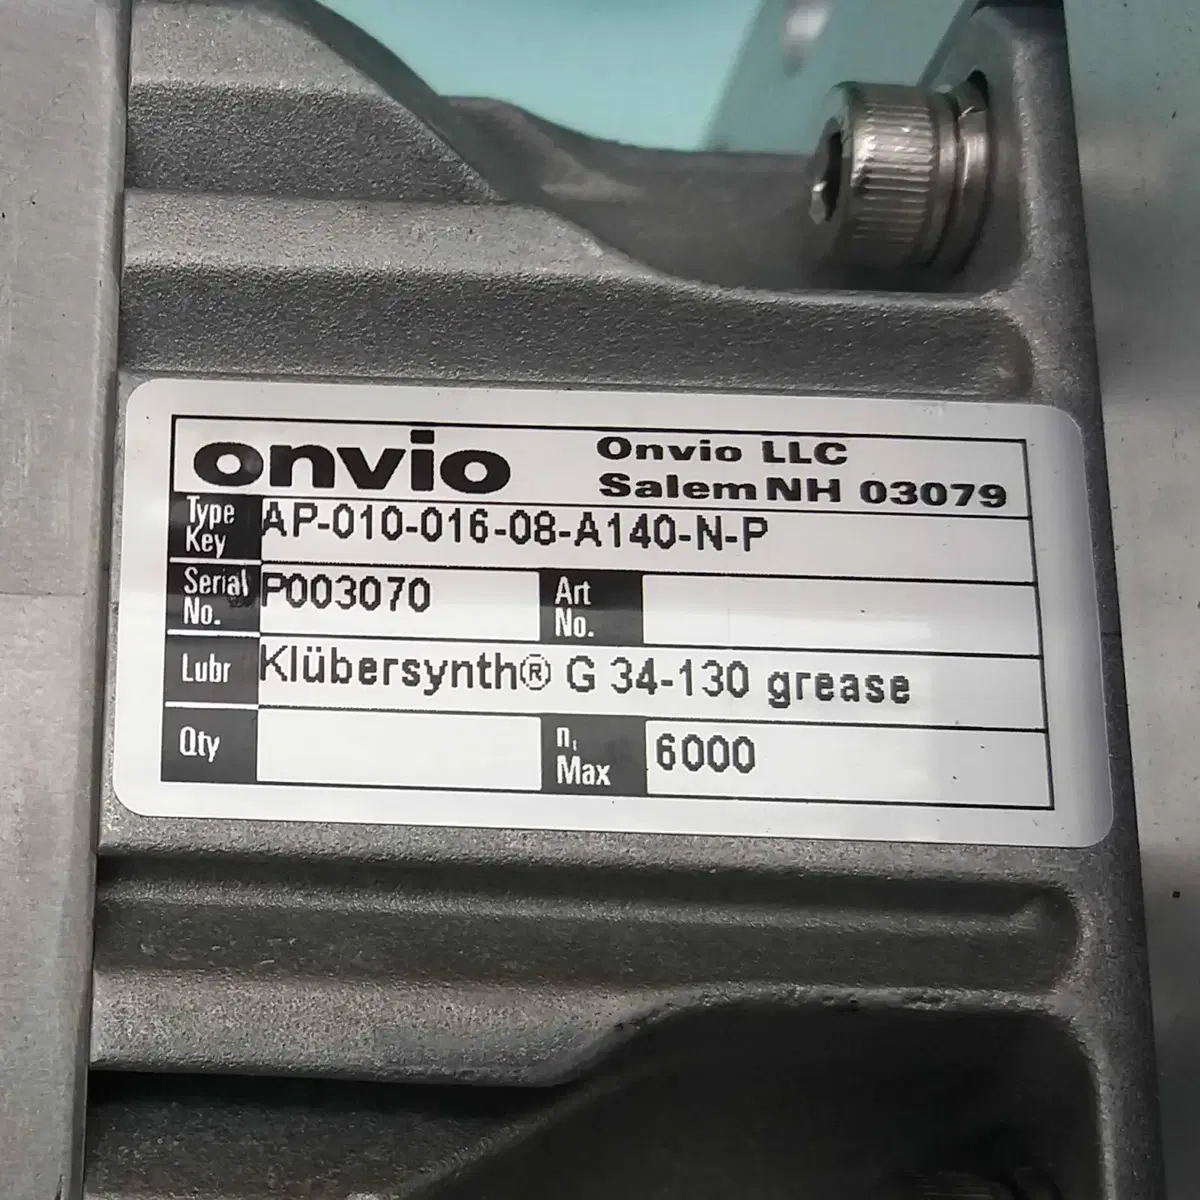 onvio Onvio LLC
Salem NH 03079
Type Key AP-010-016-08-A140-N-P
Serial No. P003070 Art No.
Lubr Klübersynth® G 34-130 grease
Qty n, Max 6000